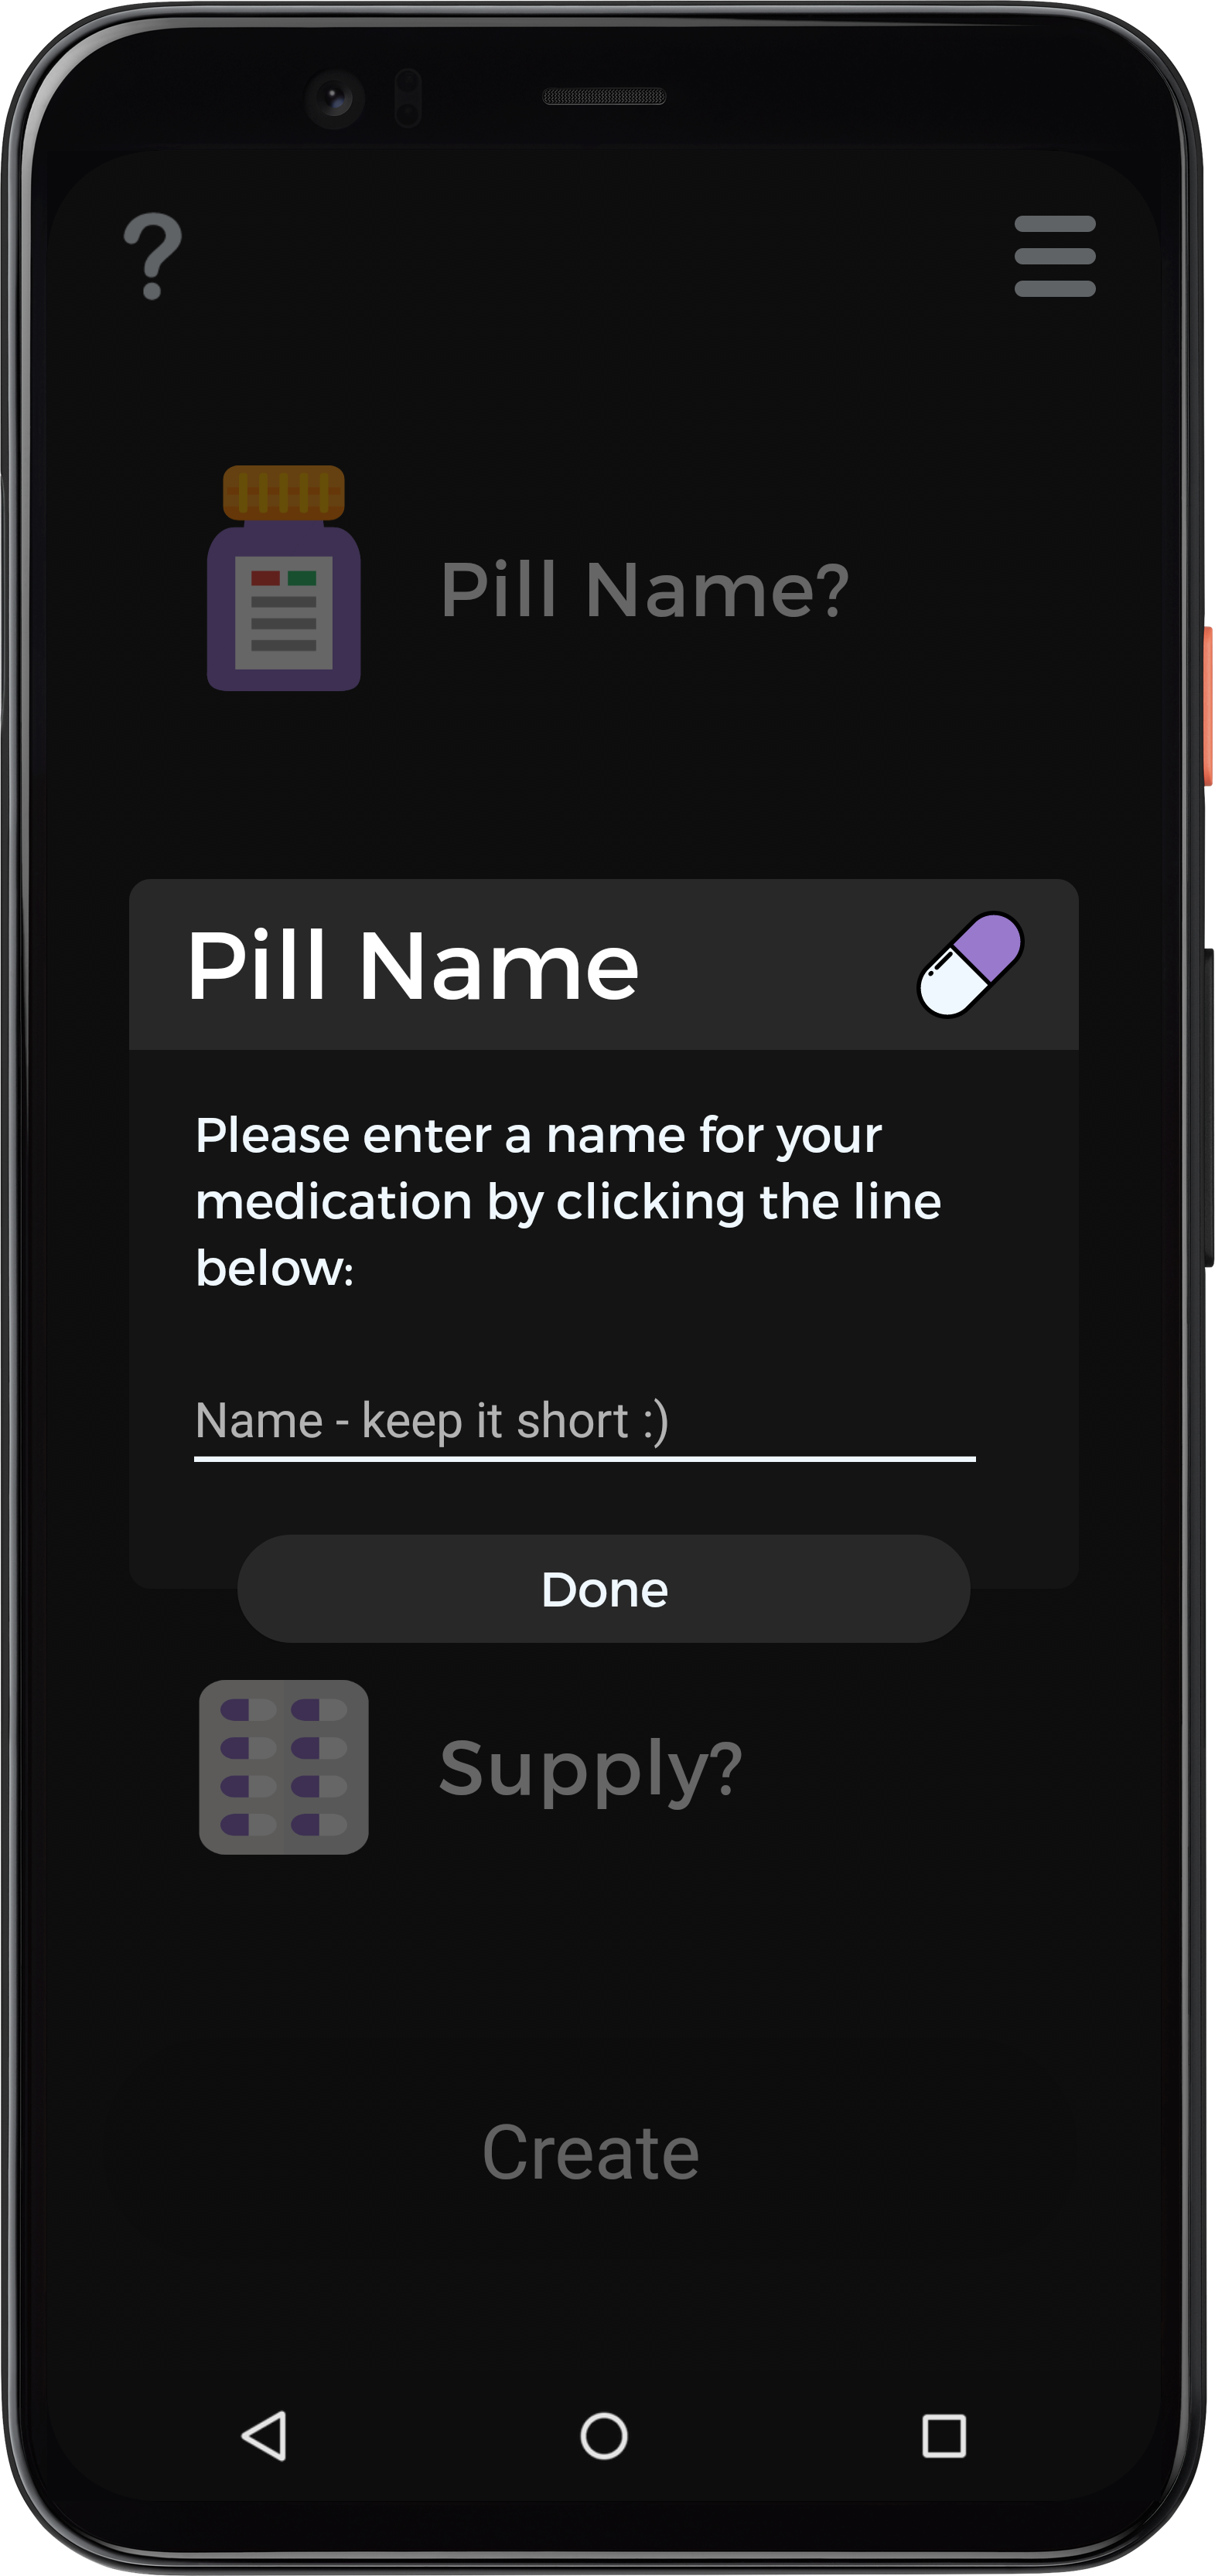 ?
Pill Name?
Pill Name
Please enter a name for your
medication by clicking the line
below:
Name - keep it short :)
Done
Supply?
Create